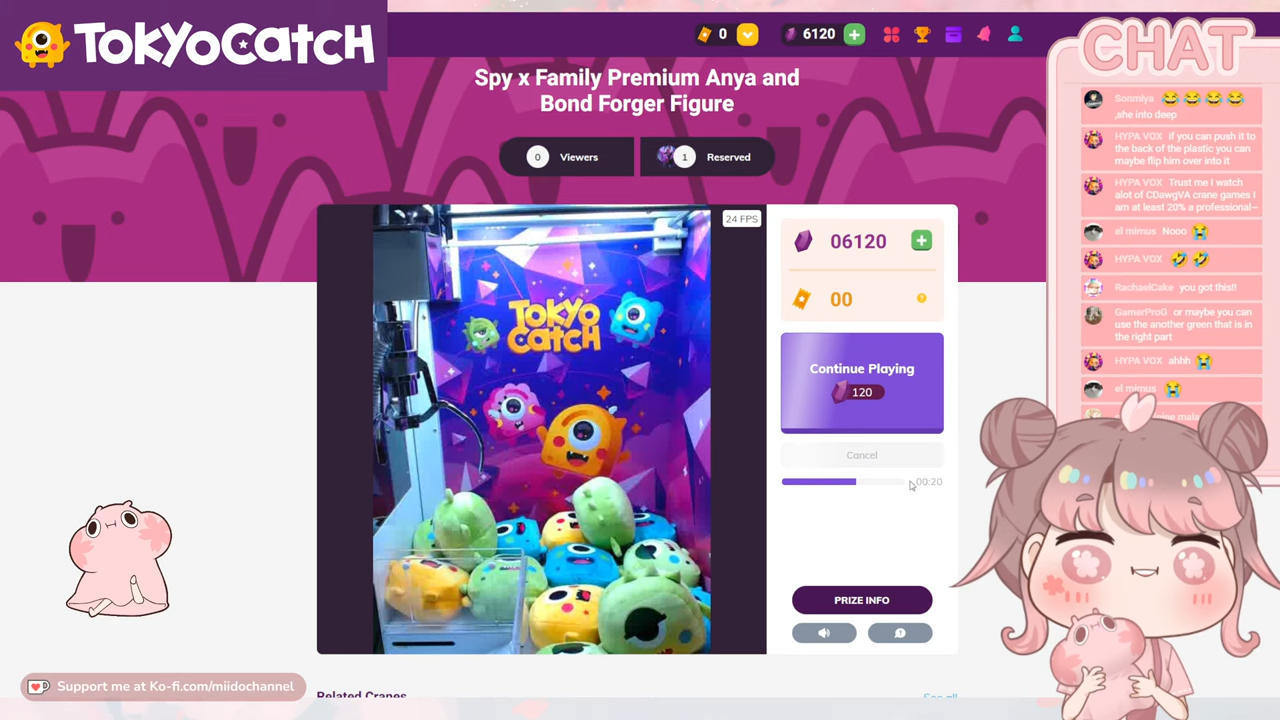 TOKYOCATCH
0
6120
Spy x Family Premium Anya and
Bond Forger Figure
0 Viewers
1 Reserved
24 FPS
TOKYO
CATCH
06120
00
Continue Playing
120
Cancel
00:20
PRIZE INFO
Related Cranes
See all
CHAT
Sonmiya 😂 😂 😂 😂
,she into deep
HYPA VOX if you can push it to
the back of the plastic you can
maybe flip him over into it
HYPA VOX Trust me I watch
alot of CDawgVA crane games I
am at least 20% a professional~
el mimus Nooo 😭
HYPA VOX 🤣 🤣
RachaelCake you got this!!
GamerProG or maybe you can
use the another green that is in
the right part
HYPA VOX ahhh 😭
el mimus 😭
Support me at Ko-fi.com/miidochannel